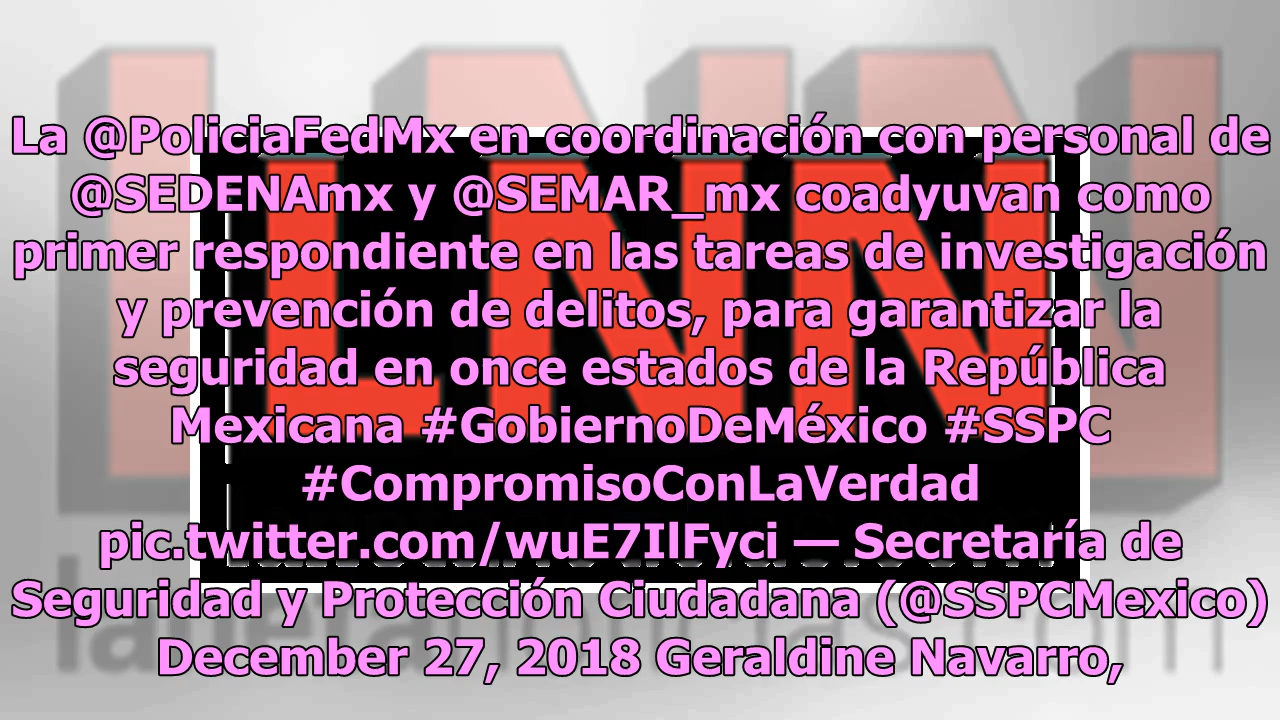 La @PoliciaFedMx en coordinación con personal de
@SEDENAmx y @SEMAR_mx coadyuvan como
primer respondiente en las tareas de investigación
y prevención de delitos, para garantizar la
seguridad en once estados de la República
Mexicana #GobiernoDeMéxico #SSPC
#CompromisoConLaVerdad
pic.twitter.com/wuE7IlFyci — Secretaría de
Seguridad y Protección Ciudadana (@SSPCMexico)
December 27, 2018 Geraldine Navarro,
LNN